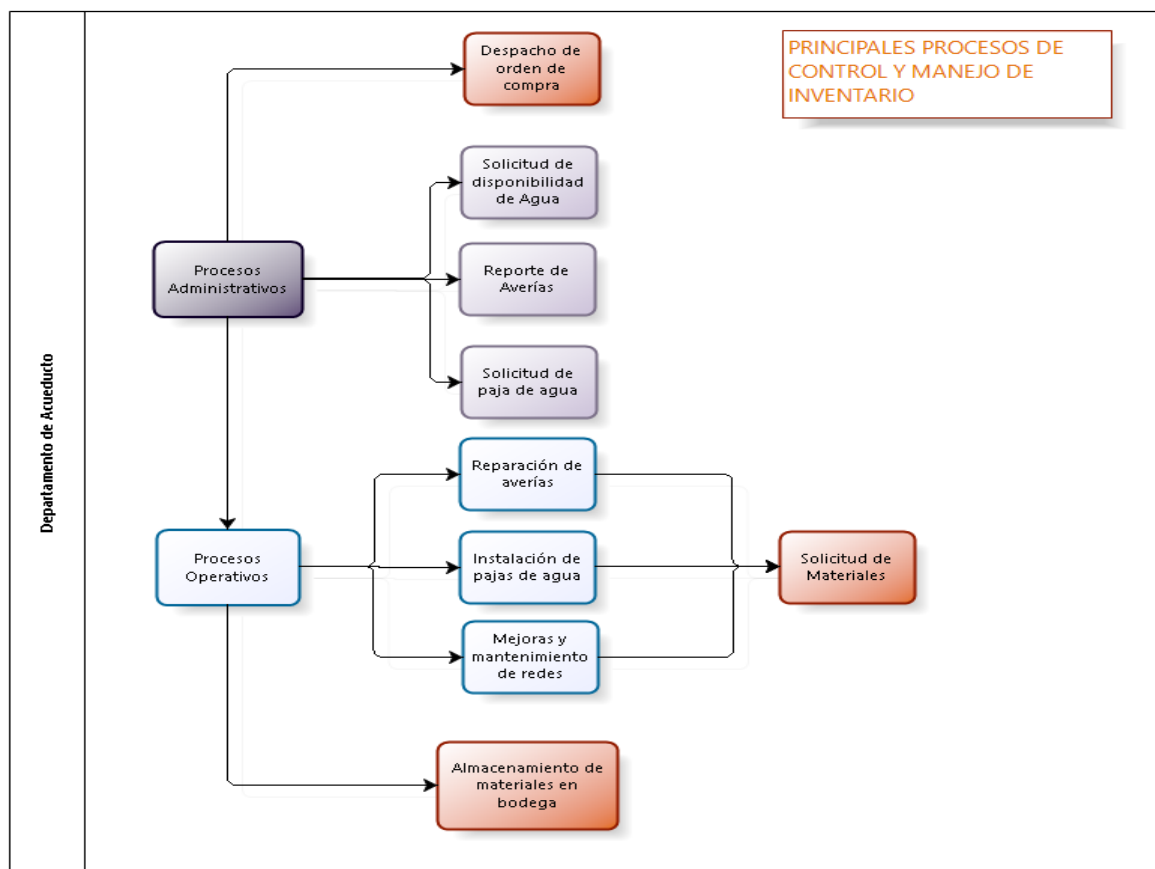 Despacho de
orden de
compra
PRINCIPALES PROCESOS DE
CONTROL Y MANEJO DE
INVENTARIO
Solicitud de
disponibilidad
de Agua
Procesos
Administrativos
Reporte de
Averías
Solicitud de
paja de agua
Departamento de Acueducto
Reparación de
averías
Procesos
Operativos
Instalación de
pajas de agua
Solicitud de
Materiales
Mejoras y
mantenimiento
de redes
Almacenamiento de
materiales en
bodega